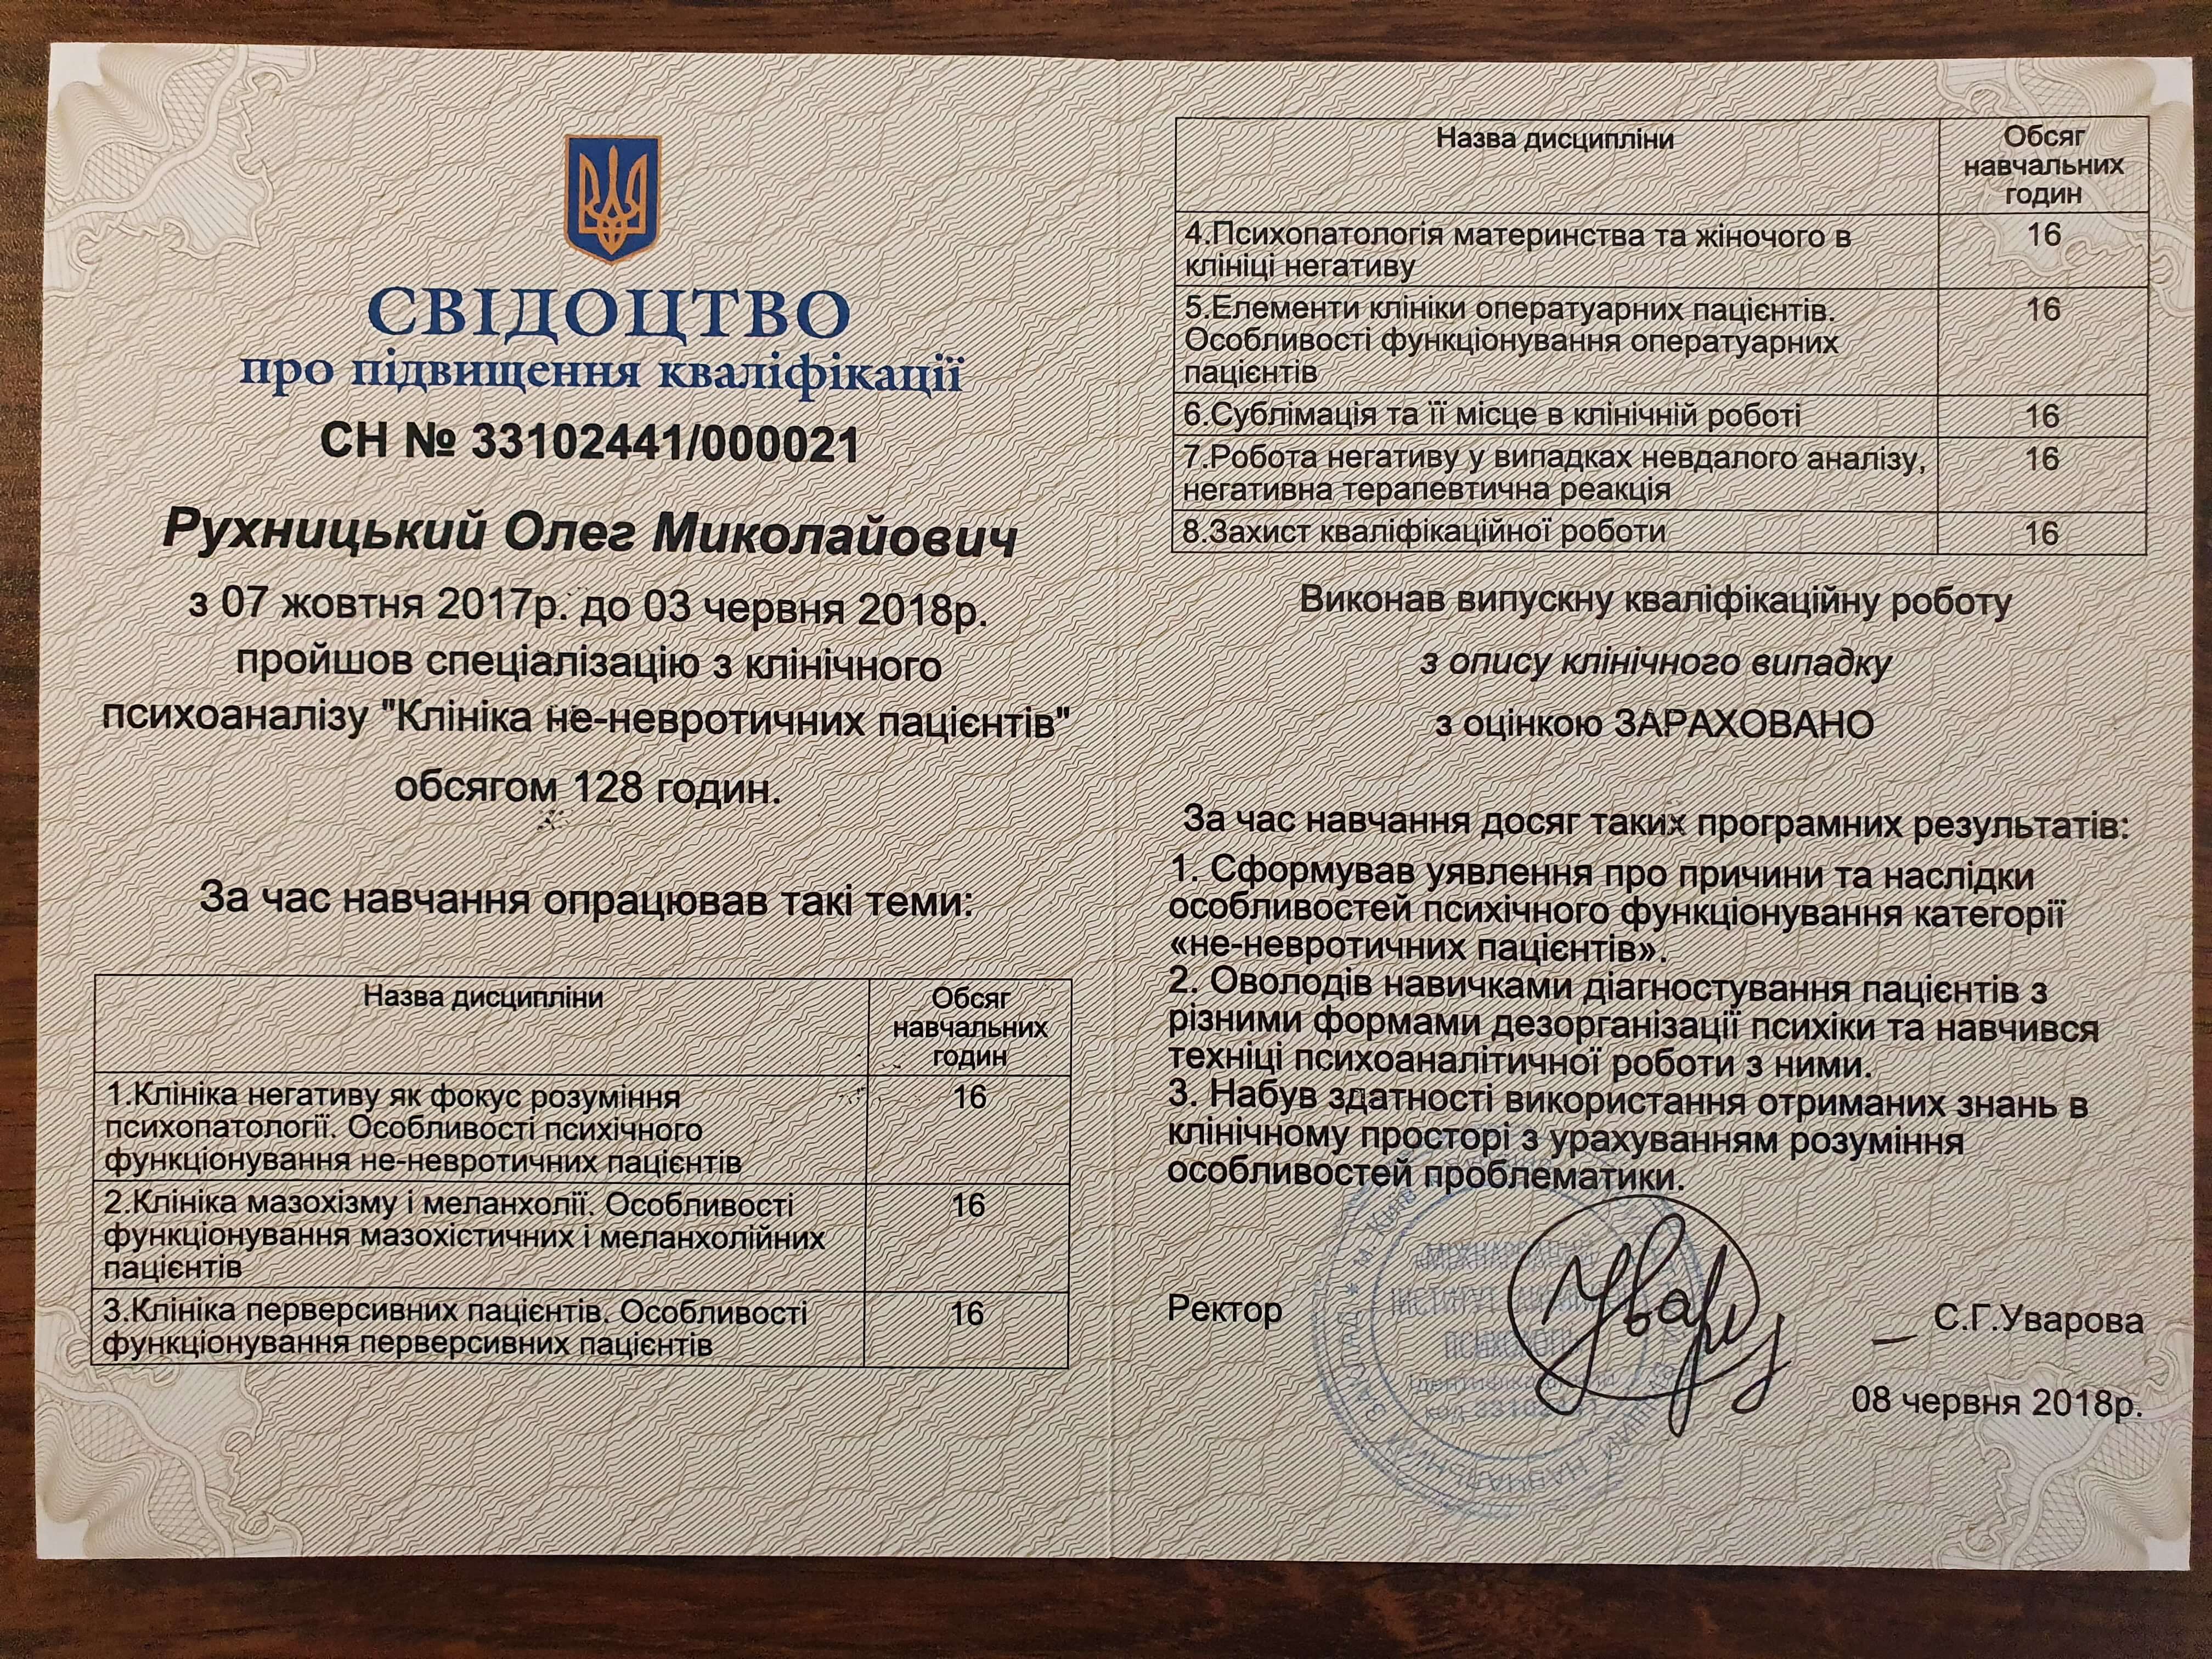 СВІДОЦТВО
про підвищення кваліфікації
СН № 33102441/000021
Рухницький Олег Миколайович
з 07 жовтня 2017р. до 03 червня 2018р.
пройшов спеціалізацію з клінічного
психоаналізу "Клініка не-невротичних пацієнтів"
обсягом 128 годин.
За час навчання опрацював такі теми:
Назва дисципліни
Обсяг
навчальних
годин
1.Клініка негативу як фокус розуміння
психопатології. Особливості психічного
функціонування не-невротичних пацієнтів
16
2.Клініка мазохізму і меланхолії. Особливості
функціонування мазохістичних і меланхолійних
пацієнтів
16
3.Клініка перверсивних пацієнтів. Особливості
функціонування перверсивних пацієнтів
16
Назва дисципліни
Обсяг
навчальних
годин
4.Психопатологія материнства та жіночого в
клініці негативу
16
5.Елементи клініки оператуарних пацієнтів.
Особливості функціонування оператуарних
пацієнтів
16
6.Сублімація та її місце в клінічній роботі
16
7.Робота негативу у випадках невдалого аналізу,
негативна терапевтична реакція
16
8.Захист кваліфікаційної роботи
16
Виконав випускну кваліфікаційну роботу
з опису клінічного випадку
з оцінкою ЗАРАХОВАНО
За час навчання досяг таких програмних результатів:
1. Сформував уявлення про причини та наслідки
особливостей психічного функціонування категорії
«не-невротичних пацієнтів».
2. Оволодів навичками діагностування пацієнтів з
різними формами дезорганізації психіки та навчився
техніці психоаналітичної роботи з ними.
3. Набув здатності використання отриманих знань в
клінічному просторі з урахуванням розуміння
особливостей проблематики.
Ректор
С.Г.Уварова
08 червня 2018р.
«МІЖНАРОДНИЙ
ІНСТИТУТ
ПСИХОЛОГІЇ